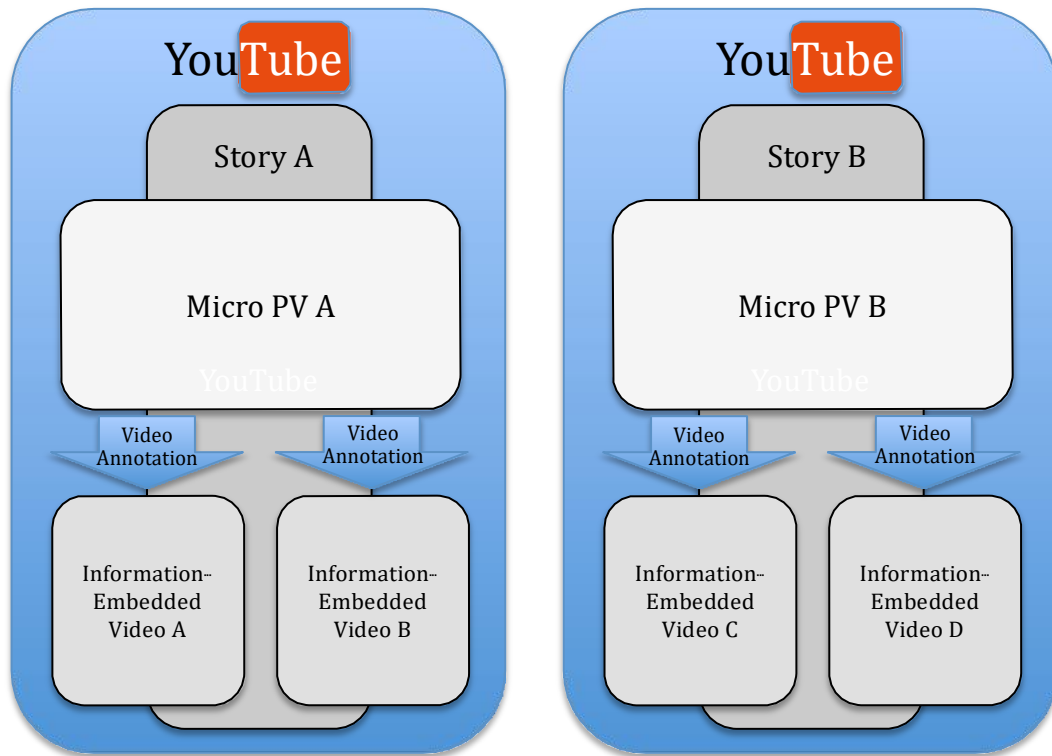 YouTube
Story A
Micro PV A
YouTube
Video
Annotation
Video
Annotation
Information-
Embedded
Video A
Information-
Embedded
Video B
YouTube
Story B
Micro PV B
YouTube
Video
Annotation
Video
Annotation
Information-
Embedded
Video C
Information-
Embedded
Video D